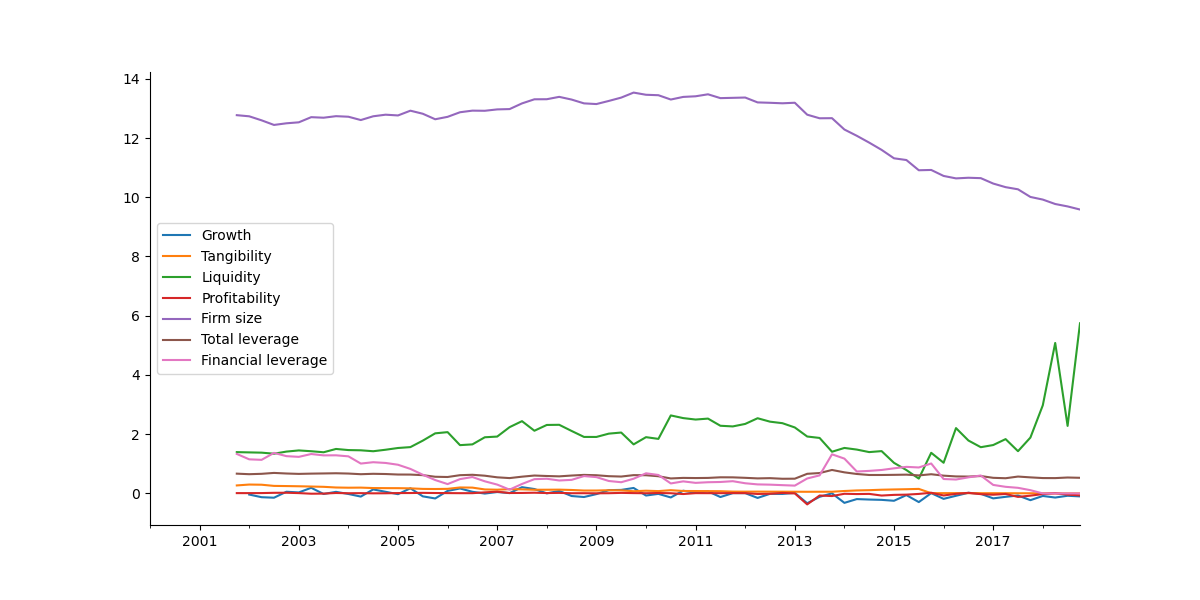 14
12
10
8
6
4
2
0
Growth
Tangibility
Liquidity
Profitability
Firm size
Total leverage
Financial leverage
2001 2003 2005 2007 2009 2011 2013 2015 2017